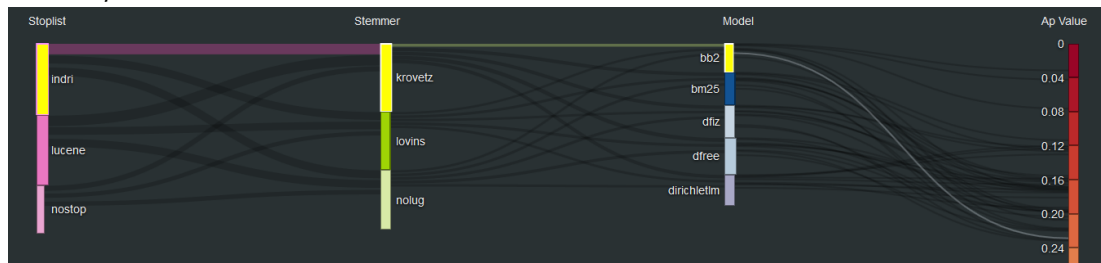 Stoplist Stemmer Model Ap Value
0
bb2
indri krovetz 0.04
bm25
0.08
dfiz
lucene lovins 0.12
dfree
0.16
dirichletlm
nostop nolug
0.20
0.24